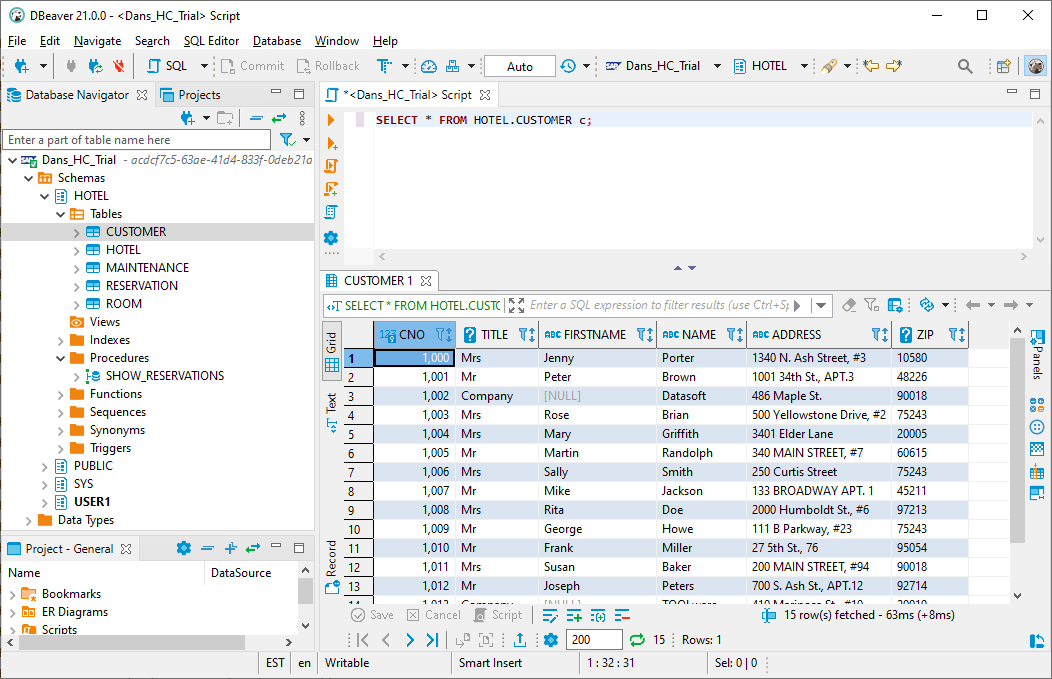 DBeaver 21.0.0 - <Dans_HC_Trial> Script
File Edit Navigate Search SQL Editor Database Window Help
SQL Commit Rollback Auto Dans_HC_Trial HOTEL
Database Navigator Projects
Enter a part of table name here
Dans_HC_Trial - acdcf7c5-63ae-41d4-833f-0deb21a
Schemas
HOTEL
Tables
CUSTOMER
HOTEL
MAINTENANCE
RESERVATION
ROOM
Views
Indexes
Procedures
SHOW_RESERVATIONS
Functions
Sequences
Synonyms
Triggers
PUBLIC
SYS
USER1
Data Types
Project - General
Name DataSource
Bookmarks
ER Diagrams
Scripts
*<Dans_HC_Trial> Script
SELECT * FROM HOTEL.CUSTOMER c;
CUSTOMER 1
SELECT * FROM HOTEL.CUSTO Enter a SQL expression to filter results (use Ctrl+Sp
Grid
Text
Record
Panels
123 CNO ? TITLE ABC FIRSTNAME ABC NAME ABC ADDRESS ? ZIP
1 1,000 Mrs Jenny Porter 1340 N. Ash Street, #3 10580
2 1,001 Mr Peter Brown 1001 34th St., APT.3 48226
3 1,002 Company [NULL] Datasoft 486 Maple St. 90018
4 1,003 Mrs Rose Brian 500 Yellowstone Drive, #2 75243
5 1,004 Mrs Mary Griffith 3401 Elder Lane 20005
6 1,005 Mr Martin Randolph 340 MAIN STREET, #7 60615
7 1,006 Mrs Sally Smith 250 Curtis Street 75243
8 1,007 Mr Mike Jackson 133 BROADWAY APT. 1 45211
9 1,008 Mrs Rita Doe 2000 Humboldt St., #6 97213
10 1,009 Mr George Howe 111 B Parkway, #23 75243
11 1,010 Mr Frank Miller 27 5th St., 76 95054
12 1,011 Mrs Susan Baker 200 MAIN STREET, #94 90018
13 1,012 Mr Joseph Peters 700 S. Ash St., APT.12 92714
Save Cancel Script 15 row(s) fetched - 63ms (+8ms)
200 15 Rows: 1
EST en Writable Smart Insert 1 : 32 : 31 Sel: 0 | 0